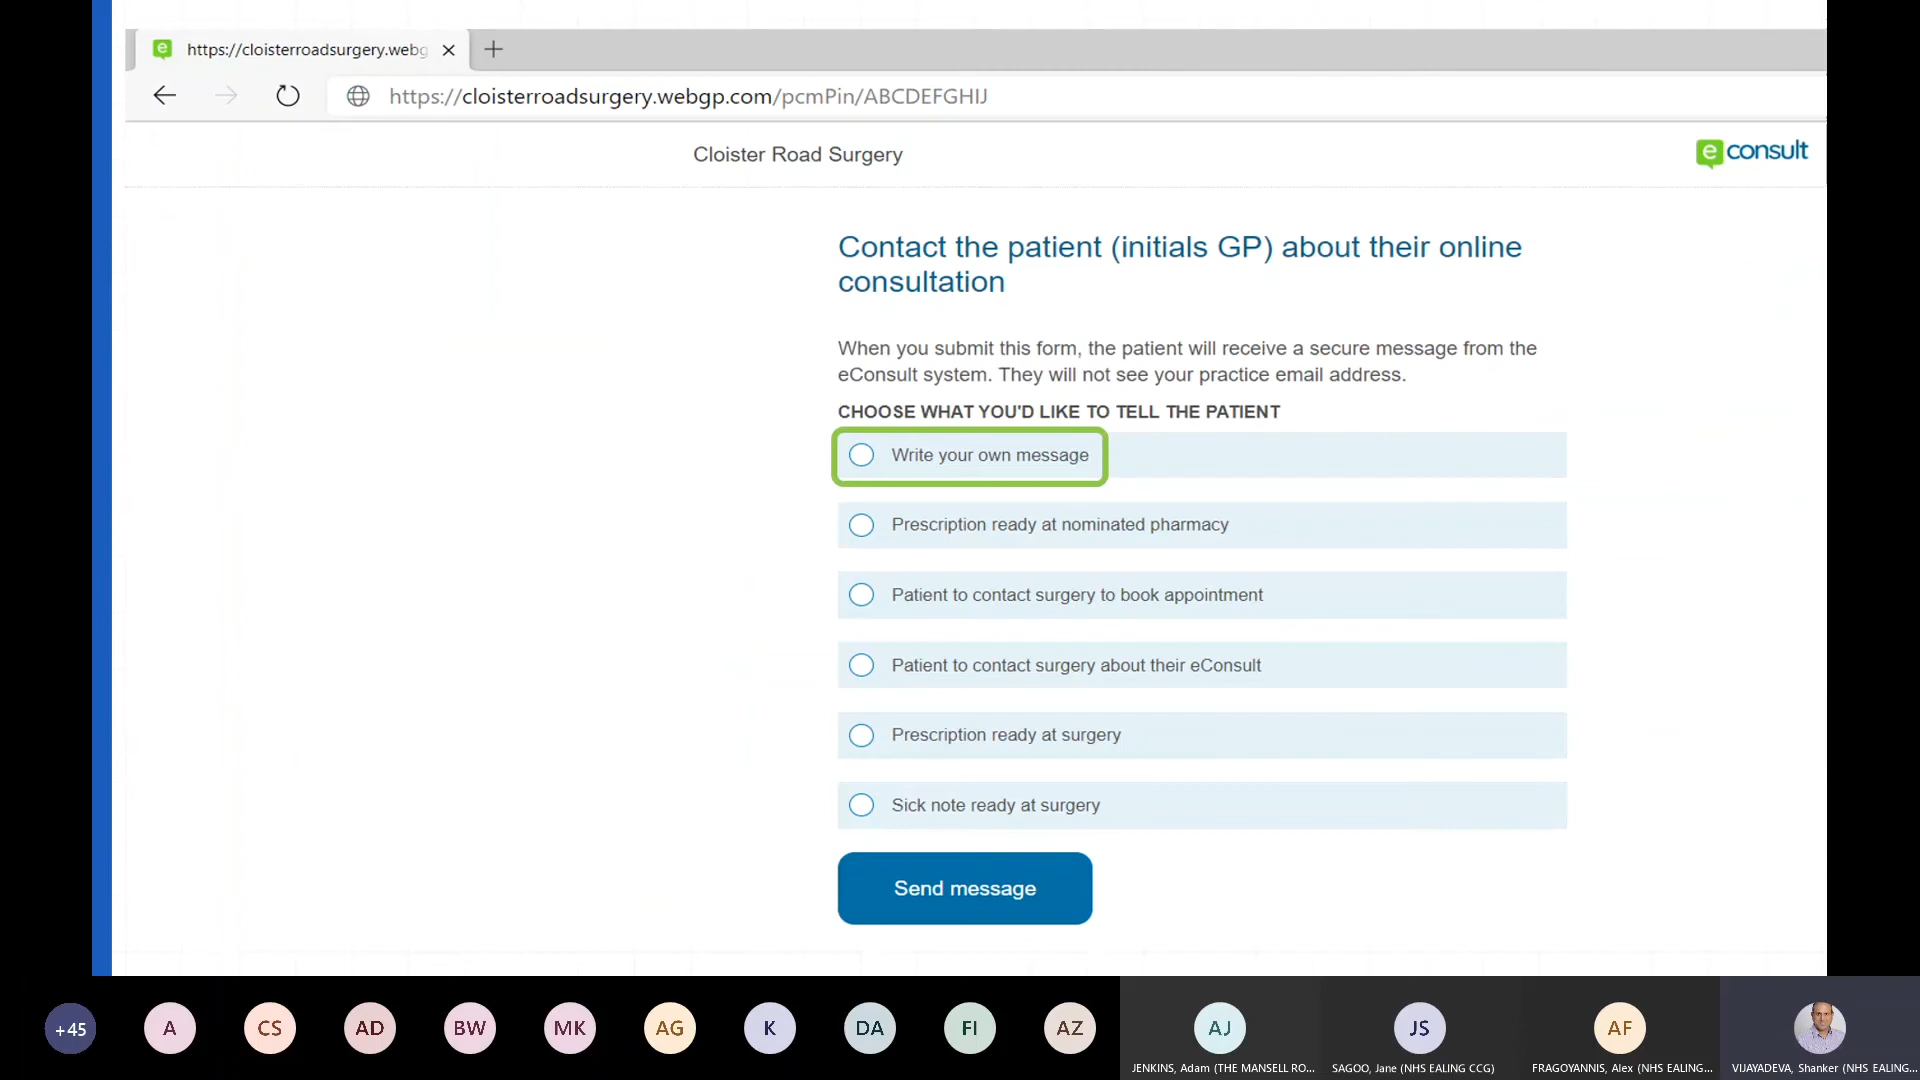 https://cloisterroadsurgery.webg
https://cloisterroadsurgery.webgp.com/pcmPin/ABCDEFGHIJ
Cloister Road Surgery
e consult
Contact the patient (initials GP) about their online
consultation
When you submit this form, the patient will receive a secure message from the
eConsult system. They will not see your practice email address.
CHOOSE WHAT YOU'D LIKE TO TELL THE PATIENT
Write your own message
Prescription ready at nominated pharmacy
Patient to contact surgery to book appointment
Patient to contact surgery about their eConsult
Prescription ready at surgery
Sick note ready at surgery
Send message
+45 A CS AD BW MK AG K DA FI AZ AJ JS AF
JENKINS, Adam (THE MANSELL RO... SAGOO, Jane (NHS EALING CCG) FRAGOYANNIS, Alex (NHS EALING... VIJAYADEVA, Shanker (NHS EALING...